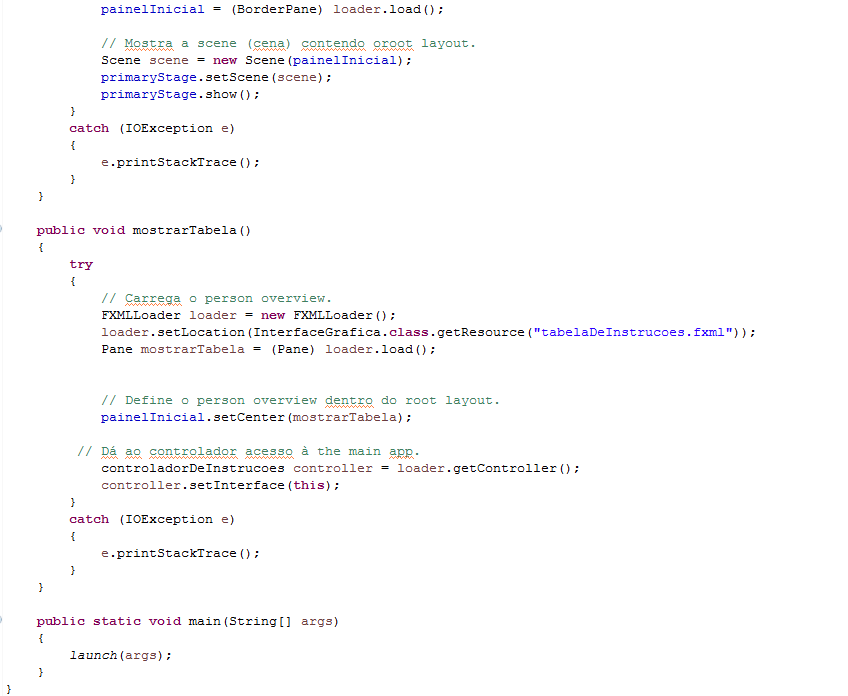 painelInicial = (BorderPane) loader.load();
// Mostra a scene (cena) contendo oroot layout.
Scene scene = new Scene(painelInicial);
primaryStage.setScene(scene);
primaryStage.show();
}
catch (IOException e)
{
e.printStackTrace();
}
}
public void mostrarTabela()
{
try
{
// Carrega o person overview.
FXMLLoader loader = new FXMLLoader();
loader.setLocation(InterfaceGrafica.class.getResource("tabelaDeInstrucoes.fxml"));
Pane mostrarTabela = (Pane) loader.load();
// Define o person overview dentro do root layout.
painelInicial.setCenter(mostrarTabela);
// Dá ao controlador acesso à the main app.
controladorDeInstrucoes controller = loader.getController();
controller.setInterface(this);
}
catch (IOException e)
{
e.printStackTrace();
}
}
public static void main(String[] args)
{
launch(args);
}
}